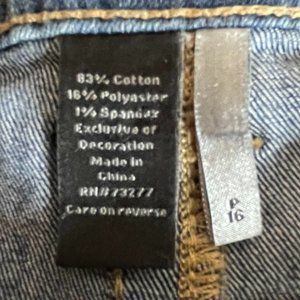 83% Cotton
16% Polyester
1% Spandex
Exclusive of
Decoration
Made in
China
RN#73277
Care on reverse
P
16